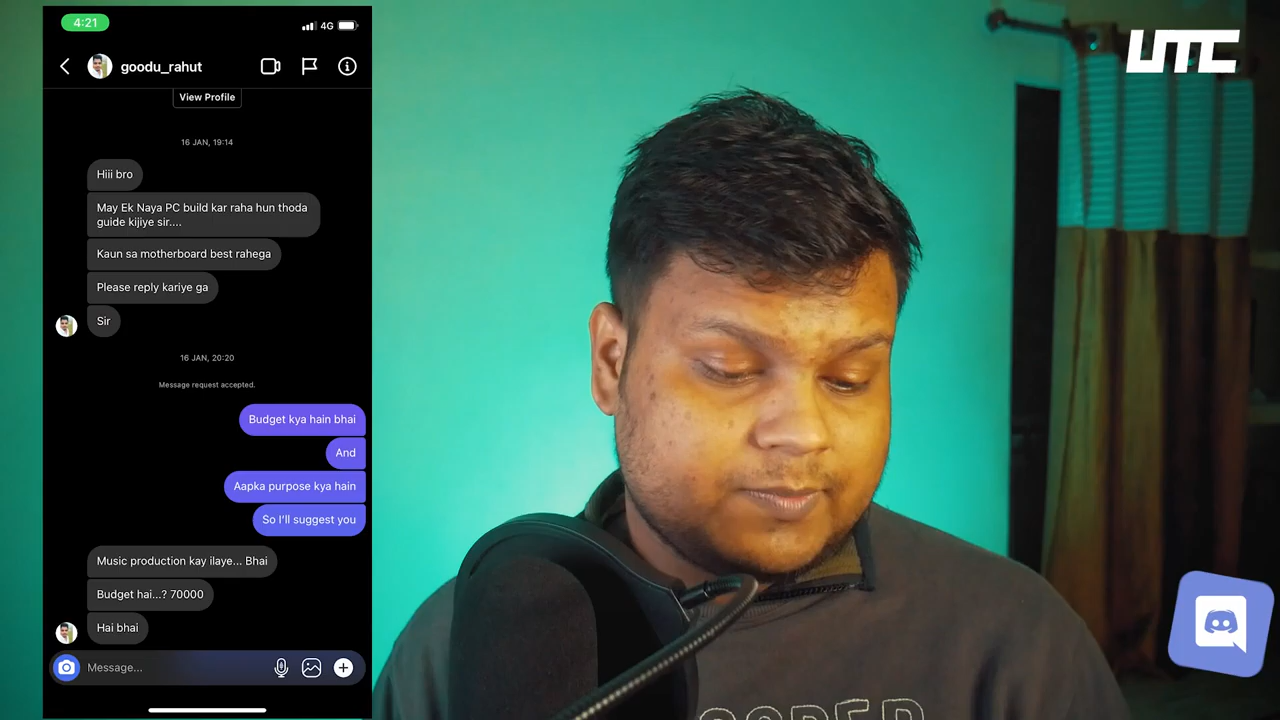 4:21
4G
UTC
goodu_rahut
View Profile
16 JAN, 19:14
Hiii bro
May Ek Naya PC build kar raha hun thoda
guide kijiye sir....
Kaun sa motherboard best rahega
Please reply kariye ga
Sir
16 JAN, 20:20
Message request accepted.
Budget kya hain bhai
And
Aapka purpose kya hain
So I'll suggest you
Music production kay ilaye... Bhai
Budget hai...? 70000
Hai bhai
Message...